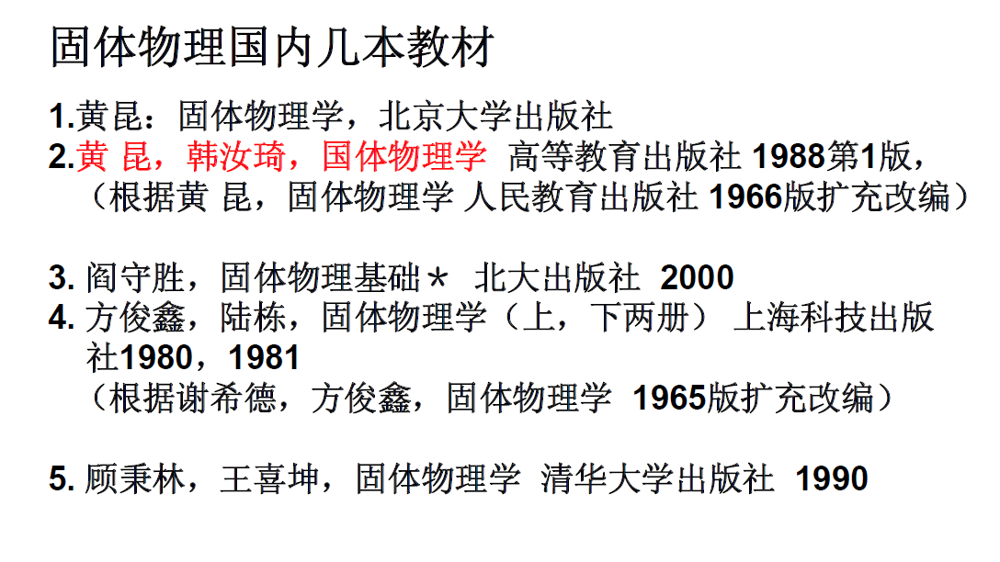 固体物理国内几本教材
1.黄昆：固体物理学，北京大学出版社
2.黄 昆，韩汝琦，国体物理学 高等教育出版社 1988第1版，
（根据黄 昆，固体物理学 人民教育出版社 1966版扩充改编）
3. 阎守胜，固体物理基础＊ 北大出版社 2000
4. 方俊鑫，陆栋，固体物理学（上，下两册） 上海科技出版
社1980，1981
（根据谢希德，方俊鑫，固体物理学 1965版扩充改编）
5. 顾秉林，王喜坤，固体物理学 清华大学出版社 1990